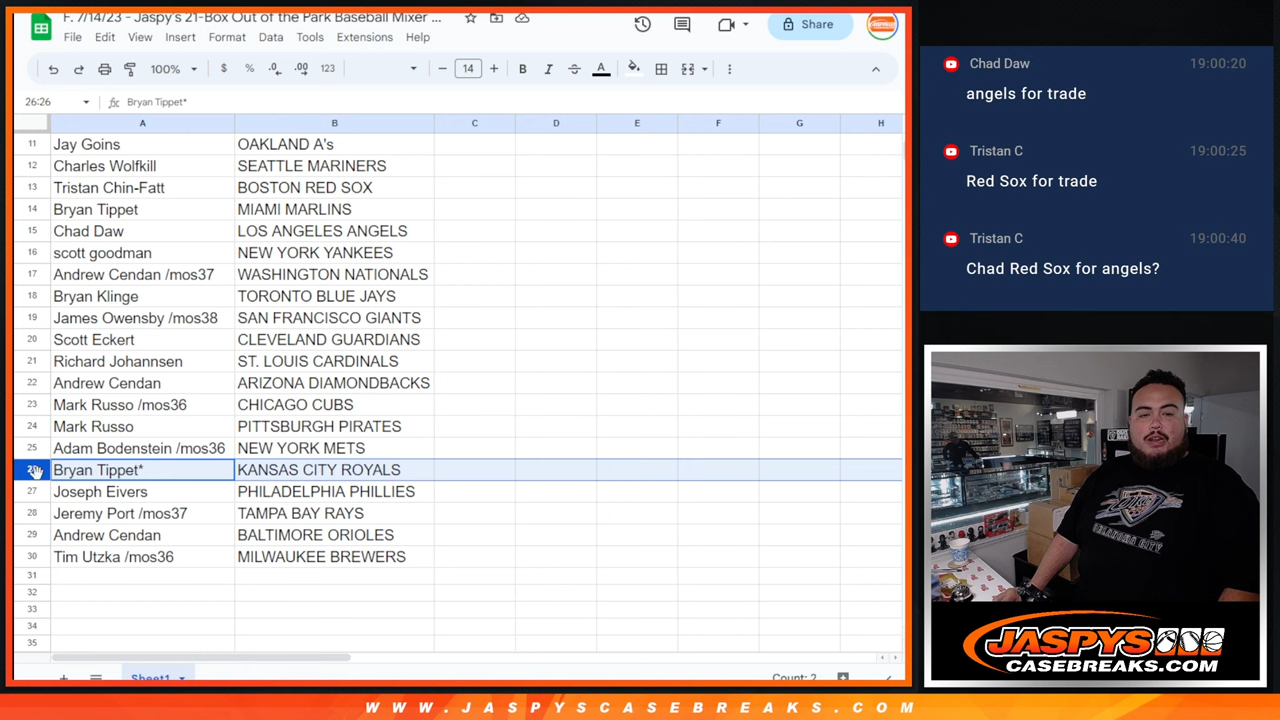 F. 7/14/23 - Jaspy's 21-Box Out of the Park Baseball Mixer ...
Share
File Edit View Insert Format Data Tools Extensions Help
100% $ % .0 .00 123 14 B I A
26:26 Bryan Tippet*
A B C D E F G H
11 Jay Goins OAKLAND A's
12 Charles Wolfkill SEATTLE MARINERS
13 Tristan Chin-Fatt BOSTON RED SOX
14 Bryan Tippet MIAMI MARLINS
15 Chad Daw LOS ANGELES ANGELS
16 scott goodman NEW YORK YANKEES
17 Andrew Cendan /mos37 WASHINGTON NATIONALS
18 Bryan Klinge TORONTO BLUE JAYS
19 James Owensby /mos38 SAN FRANCISCO GIANTS
20 Scott Eckert CLEVELAND GUARDIANS
21 Richard Johannsen ST. LOUIS CARDINALS
22 Andrew Cendan ARIZONA DIAMONDBACKS
23 Mark Russo /mos36 CHICAGO CUBS
24 Mark Russo PITTSBURGH PIRATES
25 Adam Bodenstein /mos36 NEW YORK METS
Bryan Tippet* KANSAS CITY ROYALS
27 Joseph Eivers PHILADELPHIA PHILLIES
28 Jeremy Port /mos37 TAMPA BAY RAYS
29 Andrew Cendan BALTIMORE ORIOLES
30 Tim Utzka /mos36 MILWAUKEE BREWERS
31
32
33
34
35
Sheet1 Count: 2
Chad Daw 19:00:20
angels for trade
Tristan C 19:00:25
Red Sox for trade
Tristan C 19:00:40
Chad Red Sox for angels?
OKLAHOMA CITY
JASPYS
CASEBREAKS.COM
WWW.JASPYSCASEBREAKS.COM